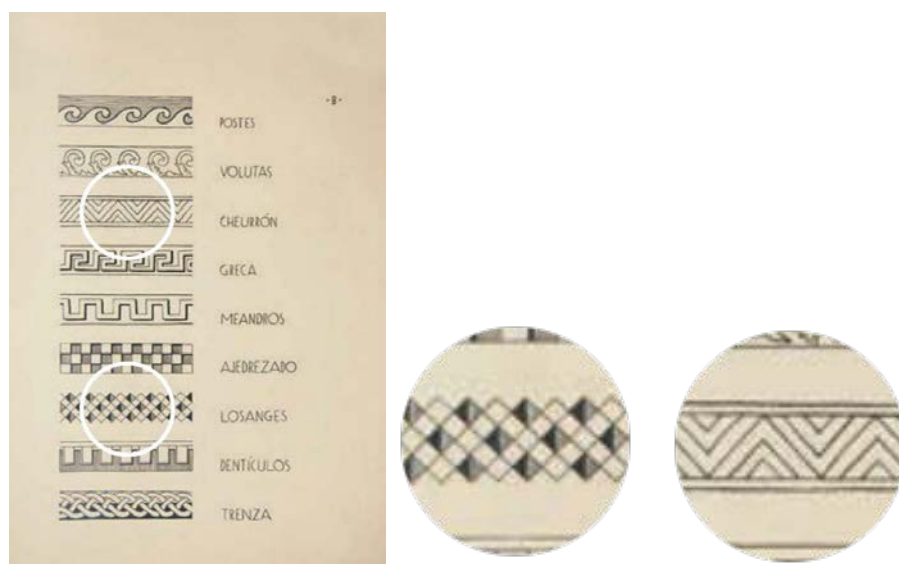 ·8·
POSTES
VOLUTAS
CHEURRÓN
GRECA
MEANDROS
AJEDREZADO
LOSANGES
DENTÍCULOS
TRENZA